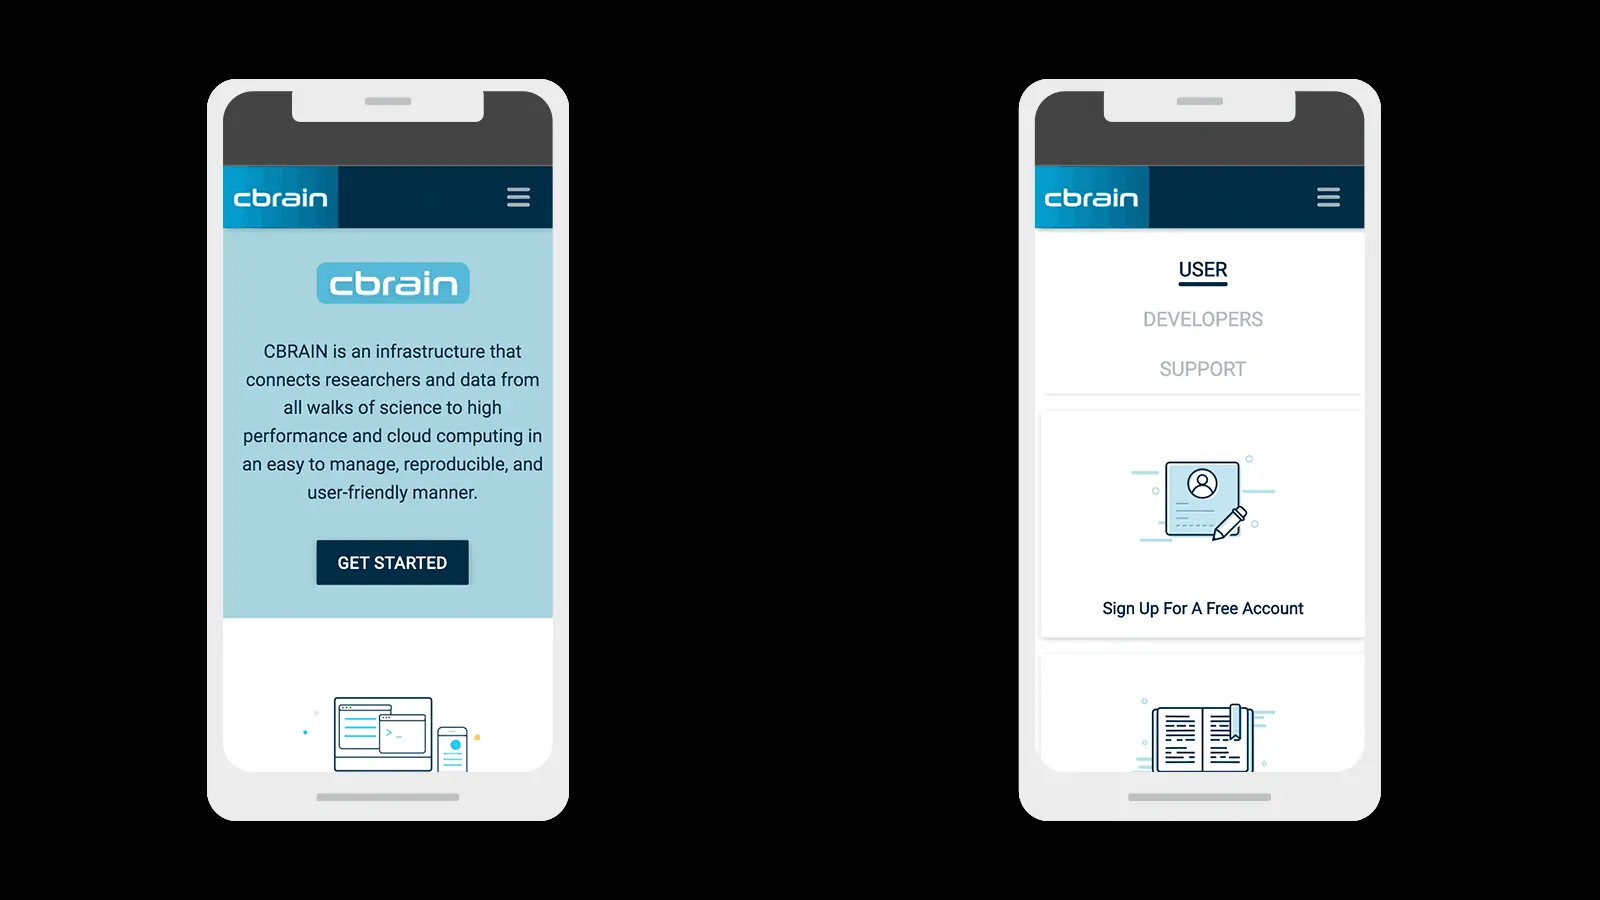 cbrain
cbrain
CBRAIN is an infrastructure that
connects researchers and data from
all walks of science to high
performance and cloud computing in
an easy to manage, reproducible, and
user-friendly manner.
GET STARTED
cbrain
USER
DEVELOPERS
SUPPORT
Sign Up For A Free Account